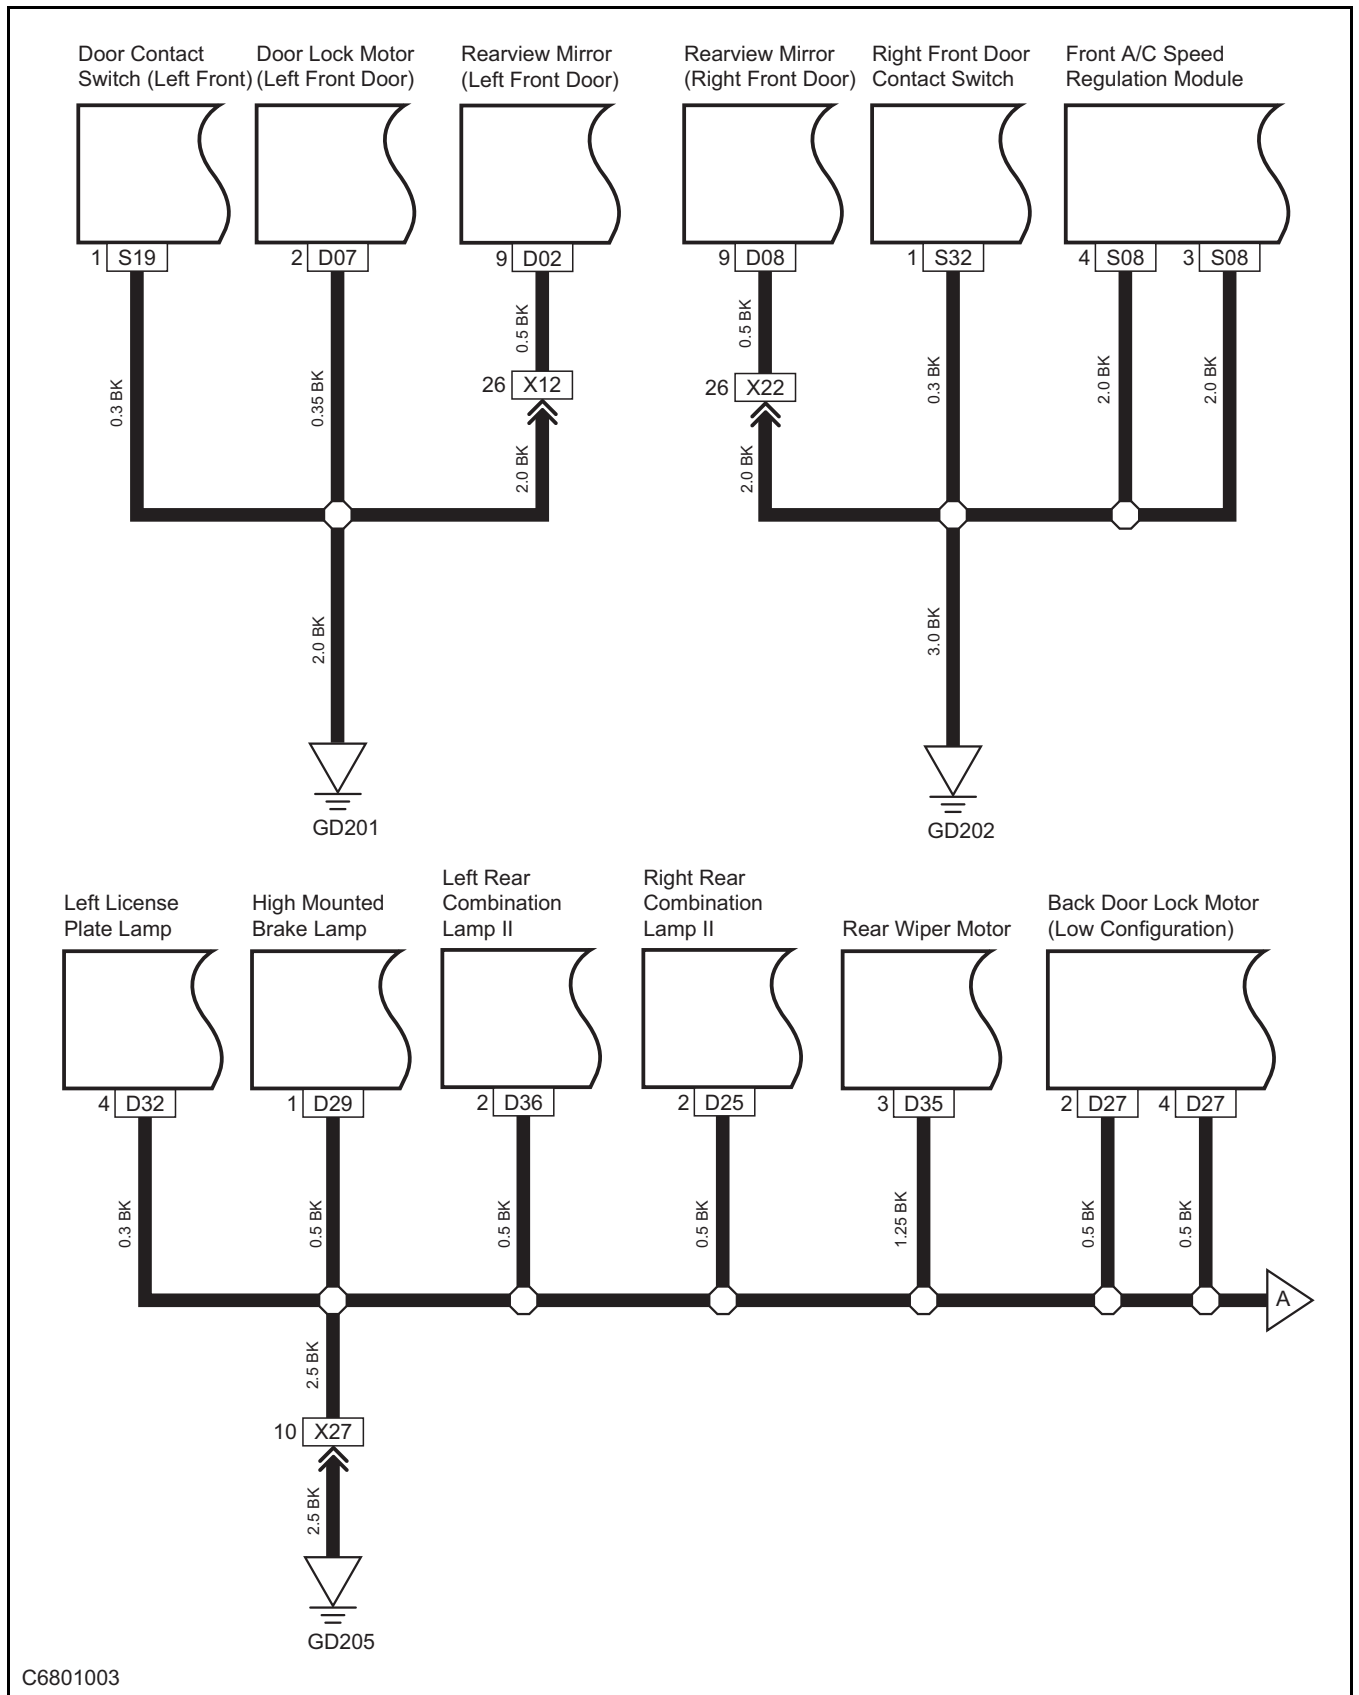 Door Contact
Switch (Left Front)
Door Lock Motor
(Left Front Door)
Rearview Mirror
(Left Front Door)
Rearview Mirror
(Right Front Door)
Right Front Door
Contact Switch
Front A/C Speed
Regulation Module
1 S19
2 D07
9 D02
9 D08
1 S32
4 S08
3 S08
0.3 BK
0.35 BK
0.5 BK
26 X12
2.0 BK
0.5 BK
26 X22
2.0 BK
0.3 BK
2.0 BK
2.0 BK
2.0 BK
3.0 BK
GD201
GD202
Left License
Plate Lamp
High Mounted
Brake Lamp
Left Rear
Combination
Lamp II
Right Rear
Combination
Lamp II
Rear Wiper Motor
Back Door Lock Motor
(Low Configuration)
4 D32
1 D29
2 D36
2 D25
3 D35
2 D27
4 D27
0.3 BK
0.5 BK
0.5 BK
0.5 BK
1.25 BK
0.5 BK
0.5 BK
A
2.5 BK
10 X27
2.5 BK
GD205
C6801003